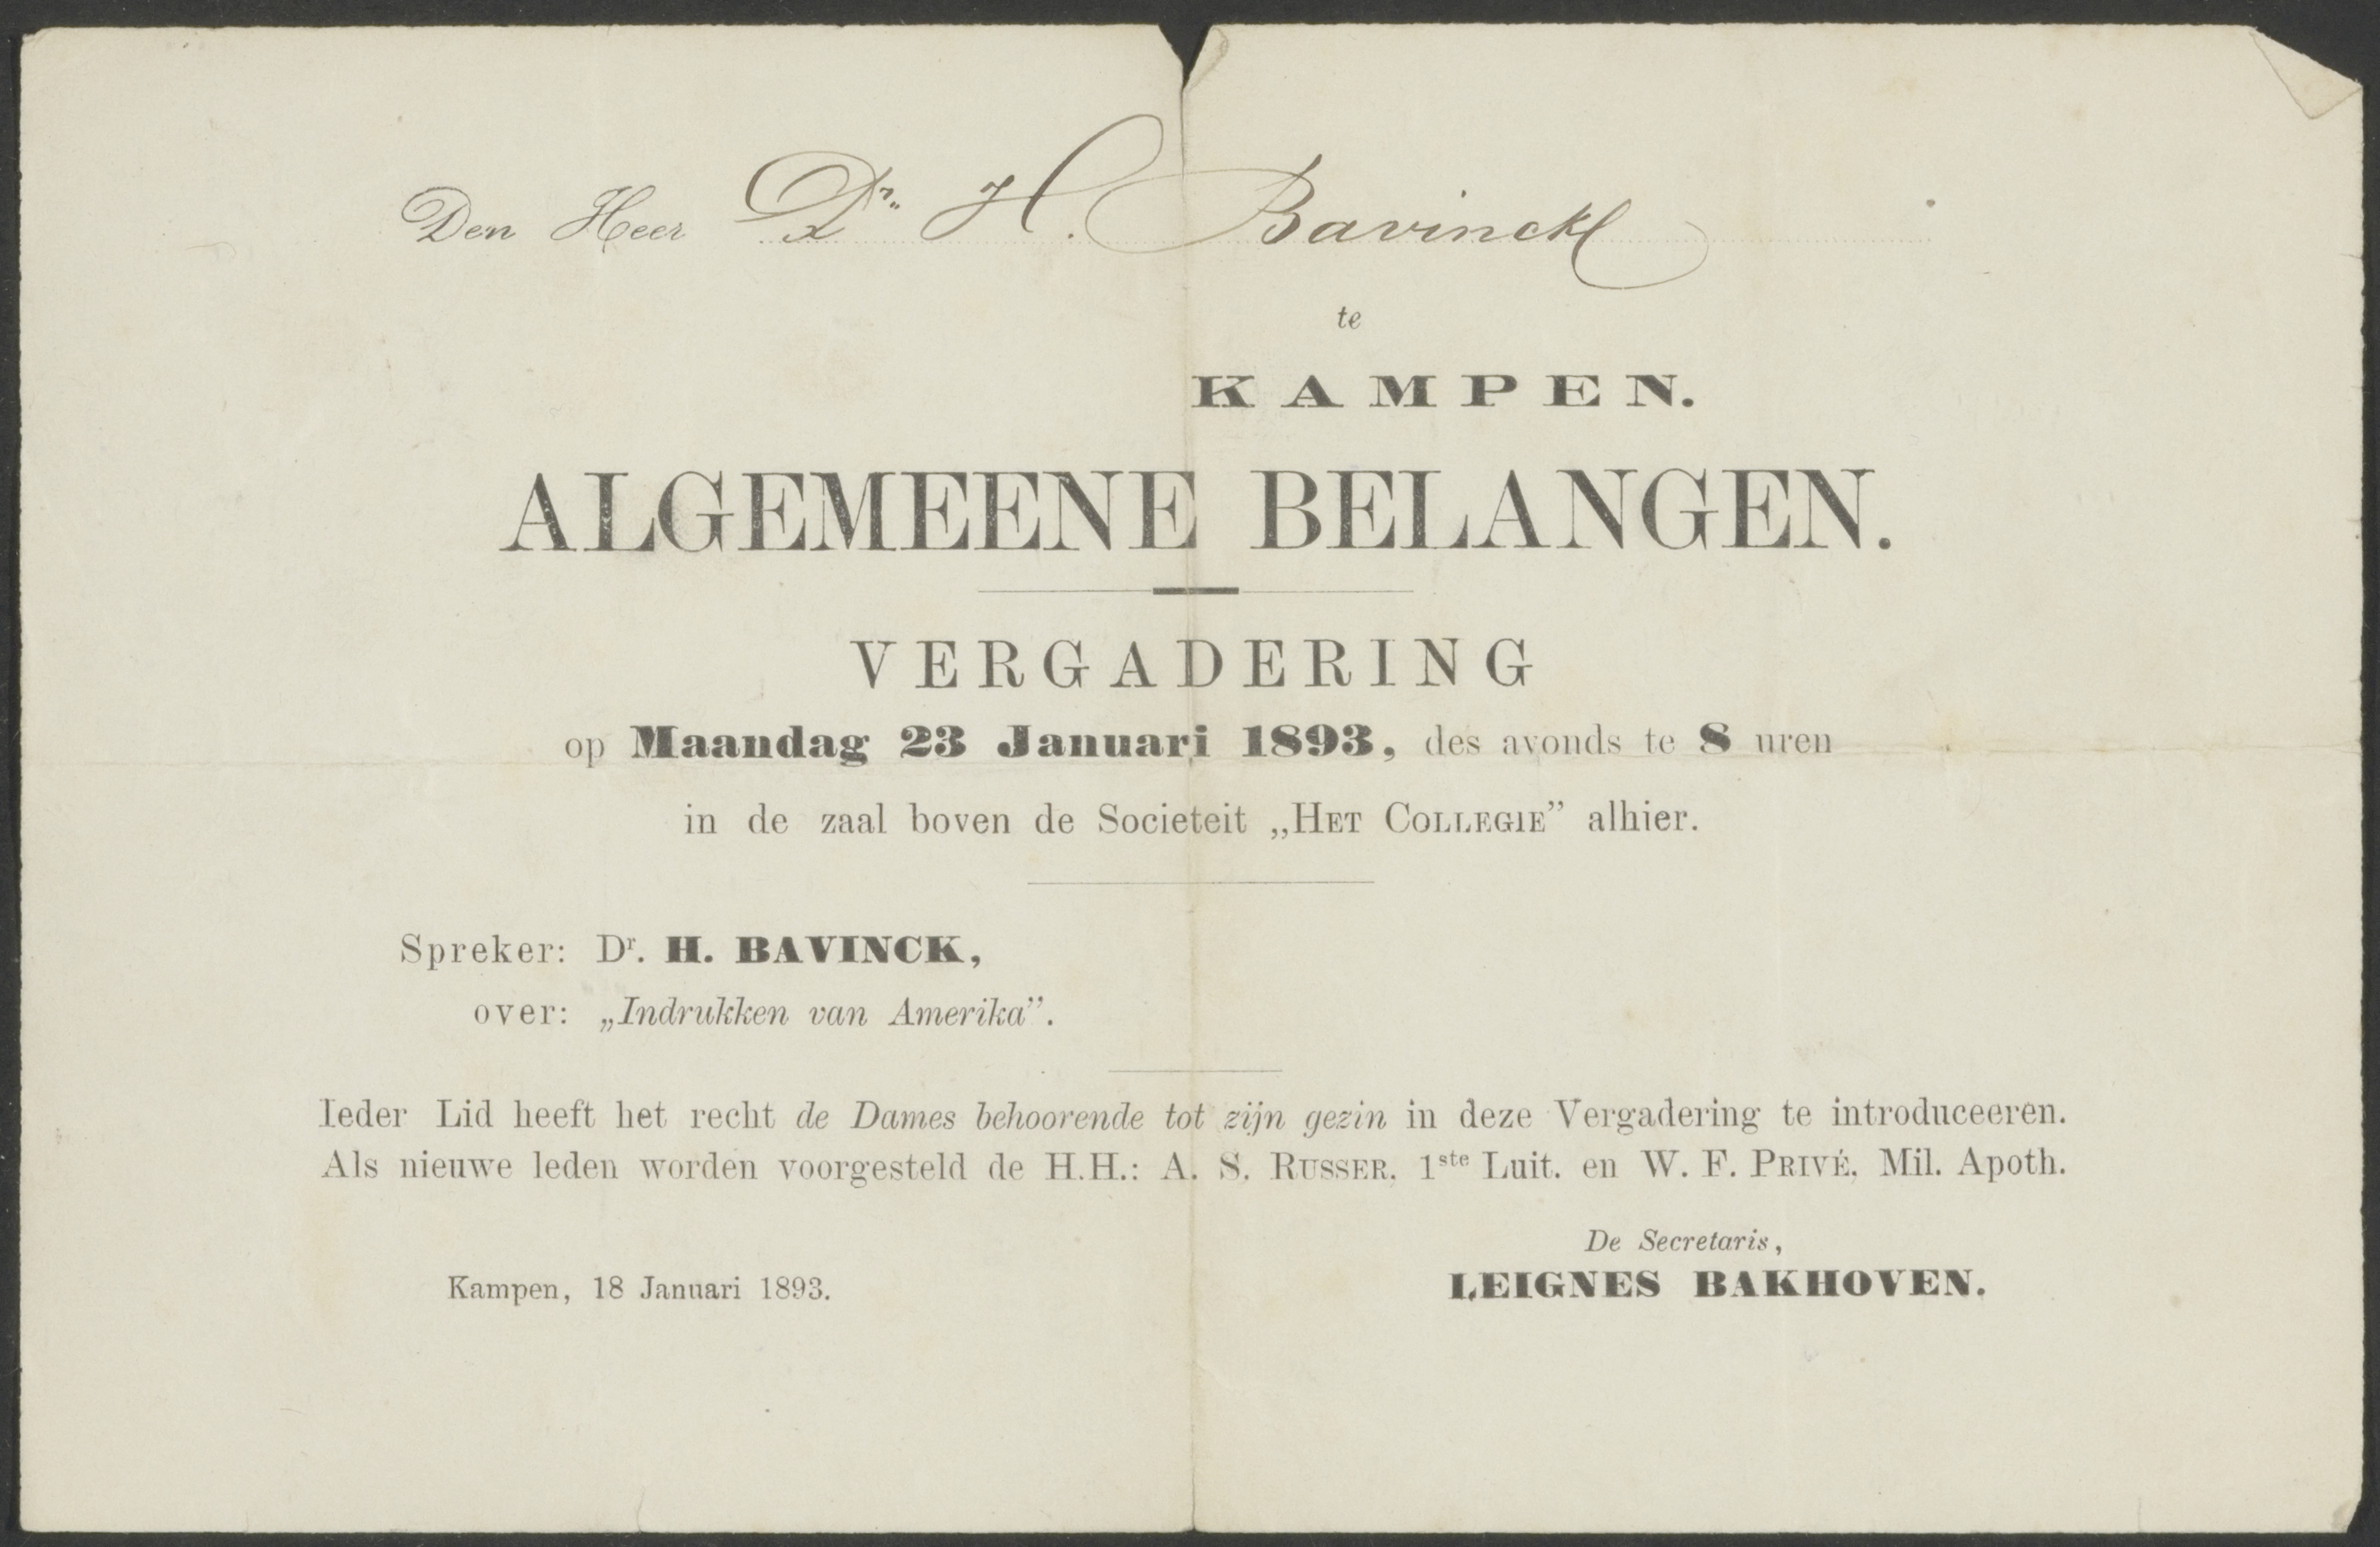 Den Heer Dr. H. Bavinck
te
KAMPEN.
ALGEMEENE BELANGEN.
VERGADERING
op Maandag 23 Januari 1893, des avonds te 8 uren
in de zaal boven de Societeit „HET COLLEGIE” alhier.
Spreker: Dr. H. BAVINCK,
over: „Indrukken van Amerika”.
Ieder Lid heeft het recht de Dames behoorende tot zijn gezin in deze Vergadering te introduceeren.
Als nieuwe leden worden voorgesteld de H.H.: A. S. RUSSER, 1ste Luit. en W. F. PRIVÉ, Mil. Apoth.
De Secretaris,
Kampen, 18 Januari 1893. LEIGNES BAKHOVEN.